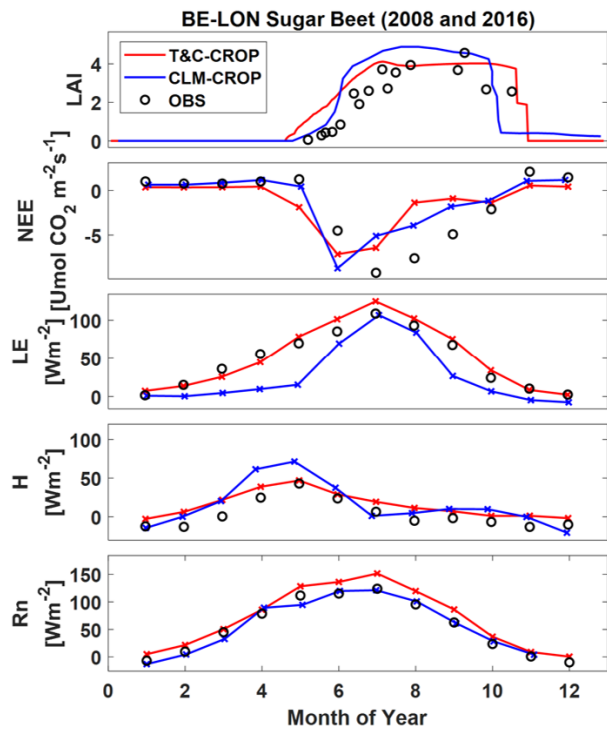 BE-LON Sugar Beet (2008 and 2016)
T&C-CROP
CLM-CROP
OBS
LAI
4
2
0
NEE
[Umol CO2 m-2s-1]
0
-5
LE
[Wm-2]
100
50
0
H
[Wm-2]
100
50
0
Rn
[Wm-2]
150
100
50
0
0 2 4 6 8 10 12
Month of Year